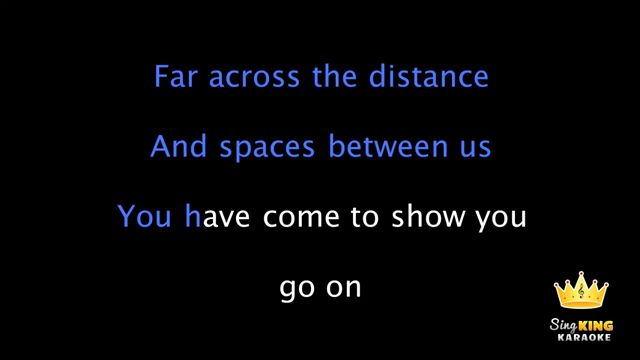 Far across the distance
And spaces between us
You have come to show you
go on
Sing KING
KARAOKE